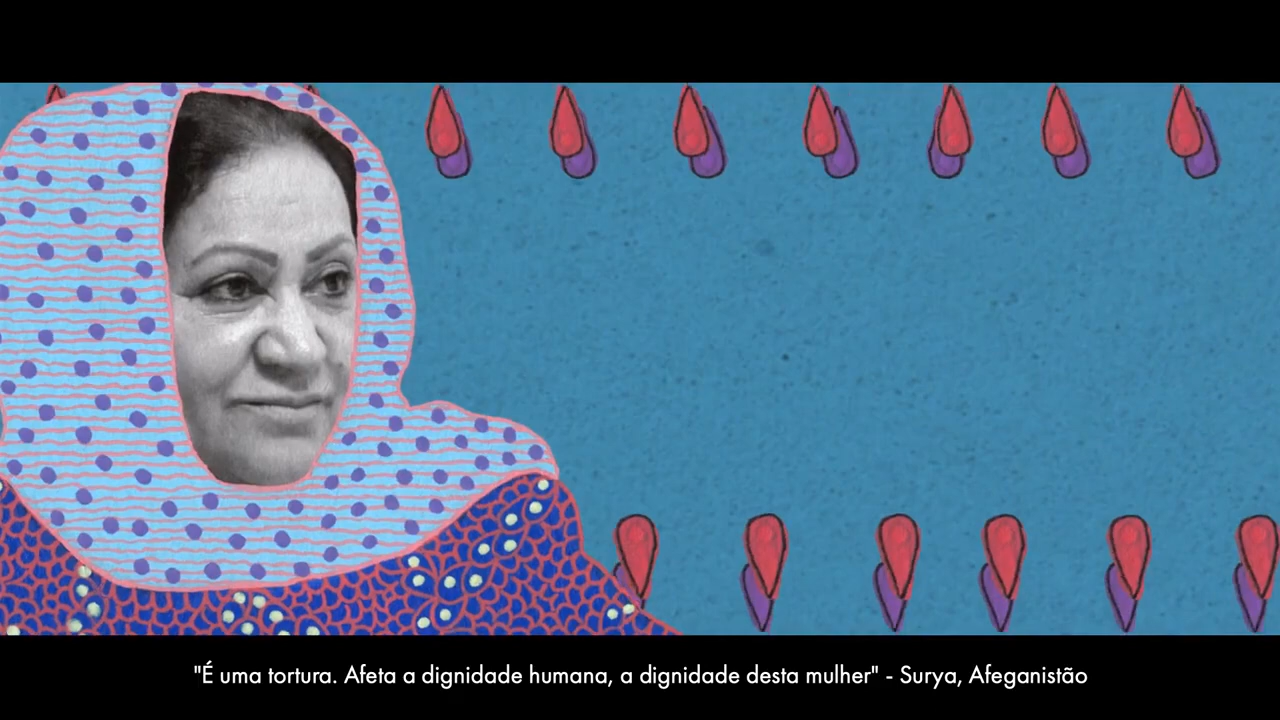 "É uma tortura. Afeta a dignidade humana, a dignidade desta mulher" - Surya, Afeganistão